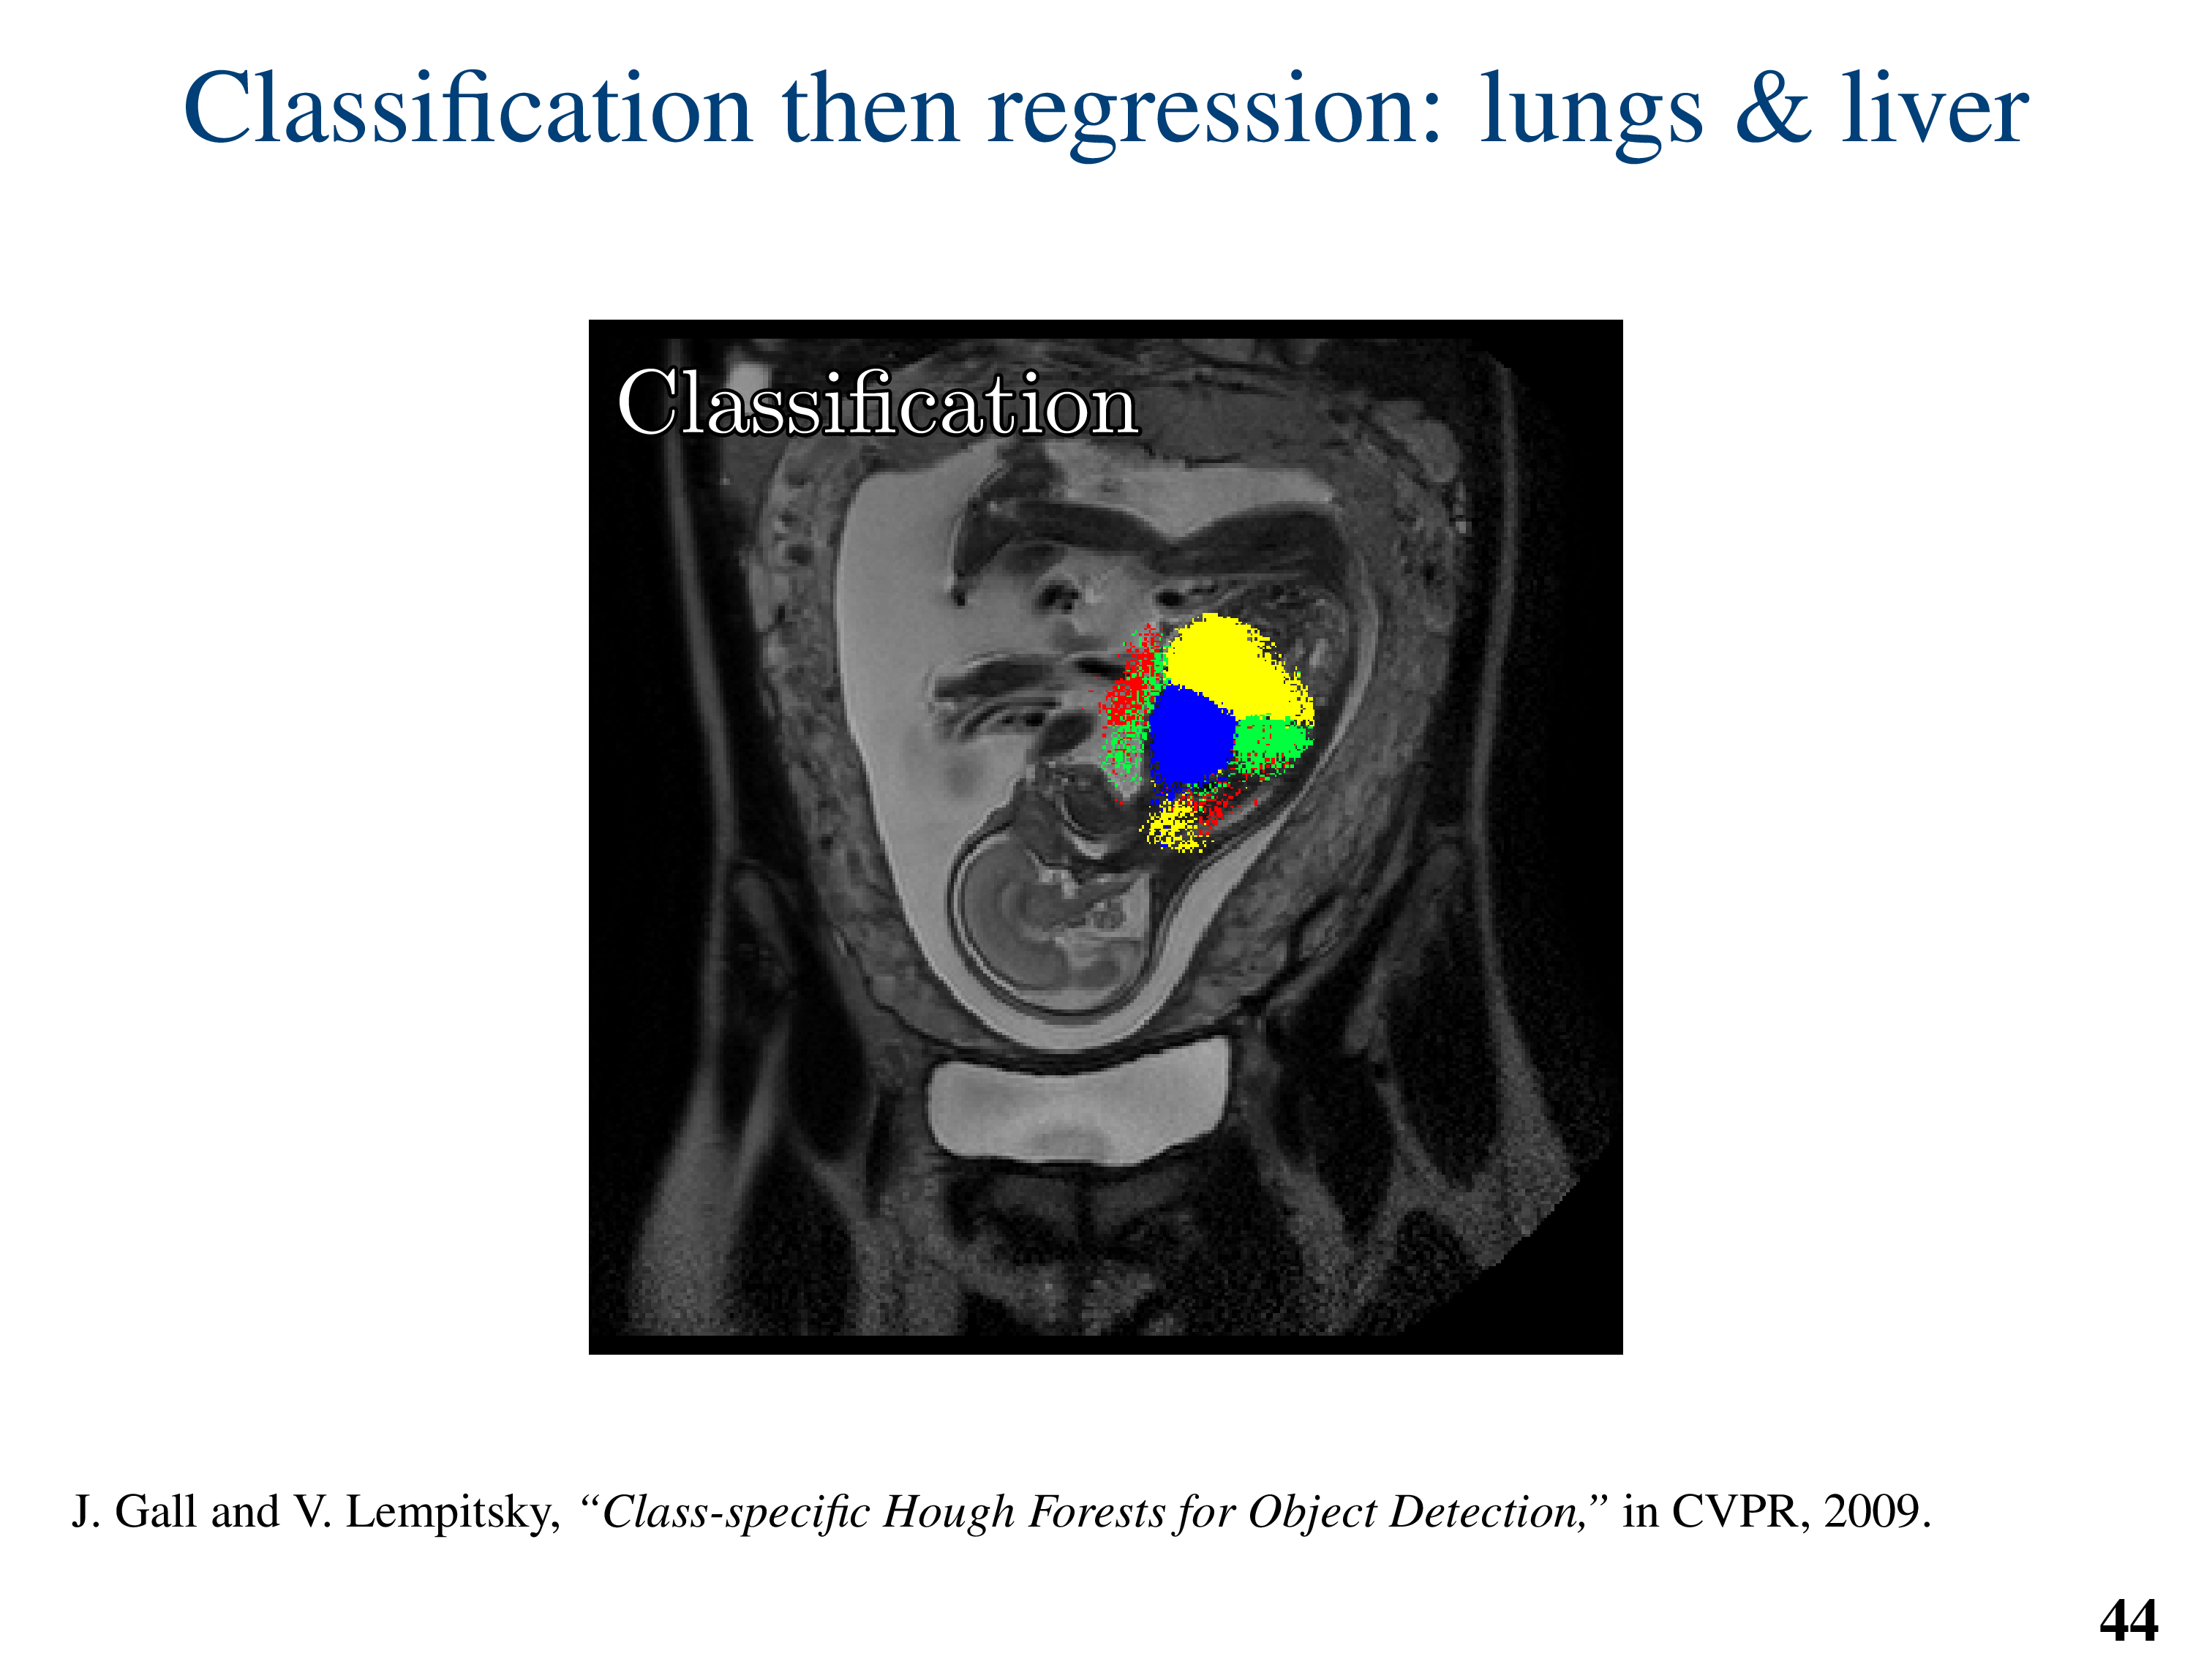 Classification then regression: lungs & liver
Classification
J. Gall and V. Lempitsky, “Class-specific Hough Forests for Object Detection,” in CVPR, 2009.
44